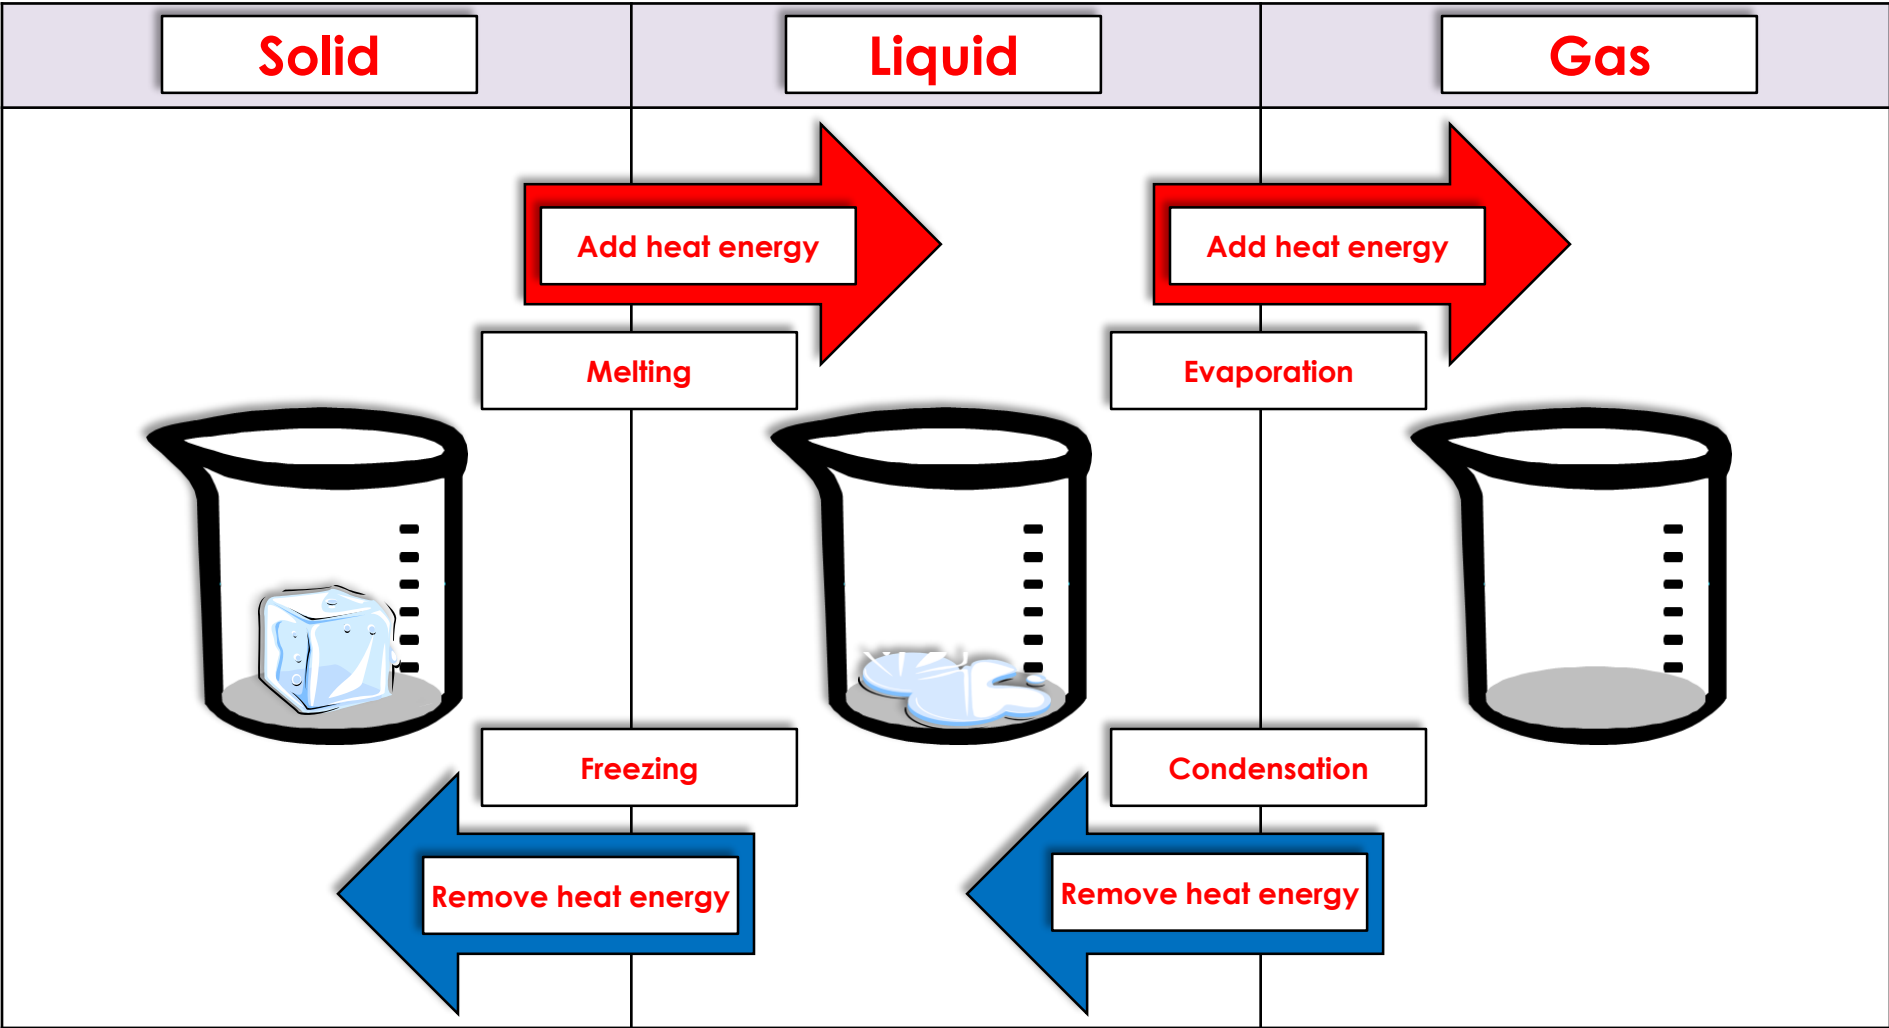 Solid
Liquid
Gas
Add heat energy
Add heat energy
Melting
Evaporation
Freezing
Condensation
Remove heat energy
Remove heat energy